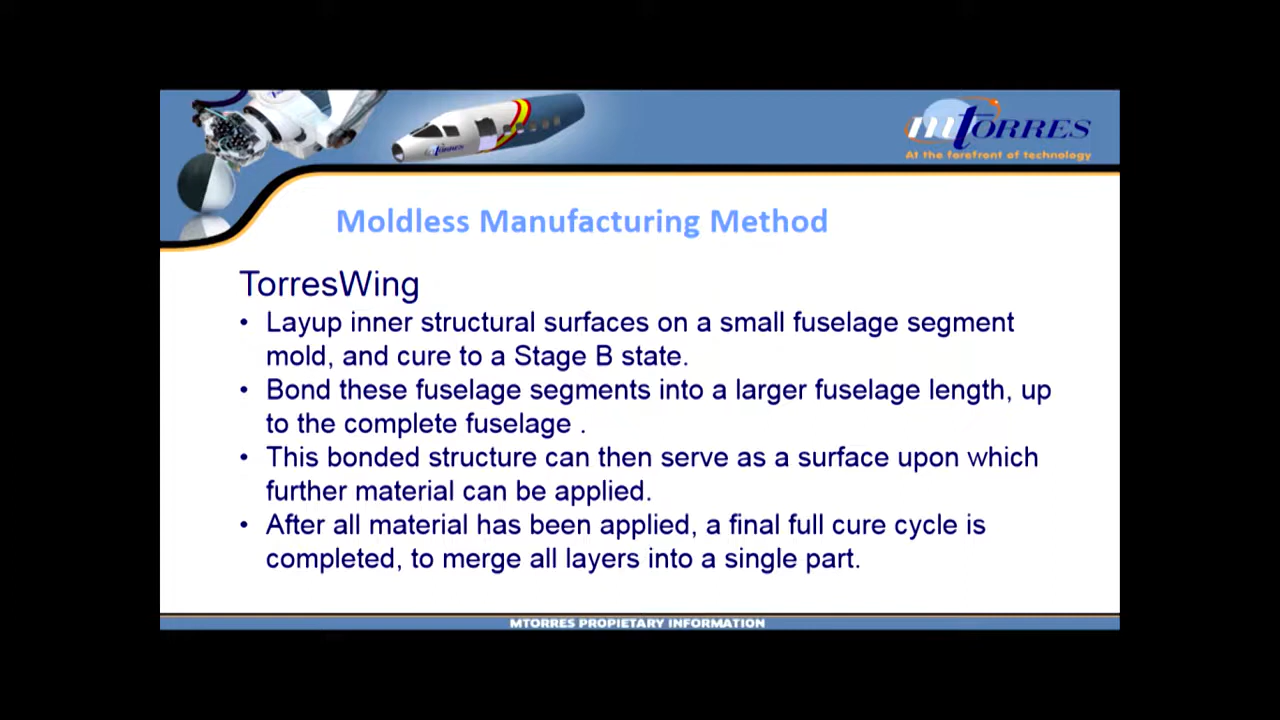 mTORRES
At the forefront of technology
mTORRES
Moldless Manufacturing Method
TorresWing
• Layup inner structural surfaces on a small fuselage segment
mold, and cure to a Stage B state.
• Bond these fuselage segments into a larger fuselage length, up
to the complete fuselage .
• This bonded structure can then serve as a surface upon which
further material can be applied.
• After all material has been applied, a final full cure cycle is
completed, to merge all layers into a single part.
MTORRES PROPIETARY INFORMATION